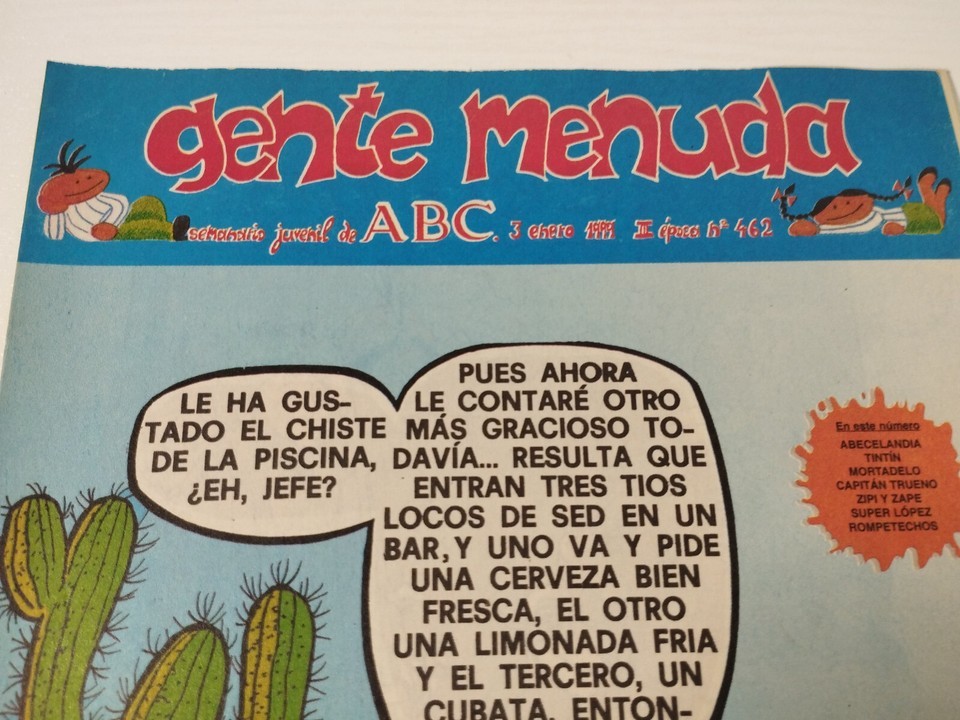 gente menuda
semanario juvenil de ABC. 3 enero 1999 III época nº 462
LE HA GUS-
TADO EL CHISTE
DE LA PISCINA,
¿EH, JEFE?
PUES AHORA
LE CONTARÉ OTRO
MÁS GRACIOSO TO-
DAVÍA... RESULTA QUE
ENTRAN TRES TIOS
LOCOS DE SED EN UN
BAR, Y UNO VA Y PIDE
UNA CERVEZA BIEN
FRESCA, EL OTRO
UNA LIMONADA FRIA
Y EL TERCERO, UN
CUBATA. ENTON-
En este número
ABECELANDIA
TINTÍN
MORTADELO
CAPITÁN TRUENO
ZIPI Y ZAPE
SUPER LÓPEZ
ROMPETECHOS